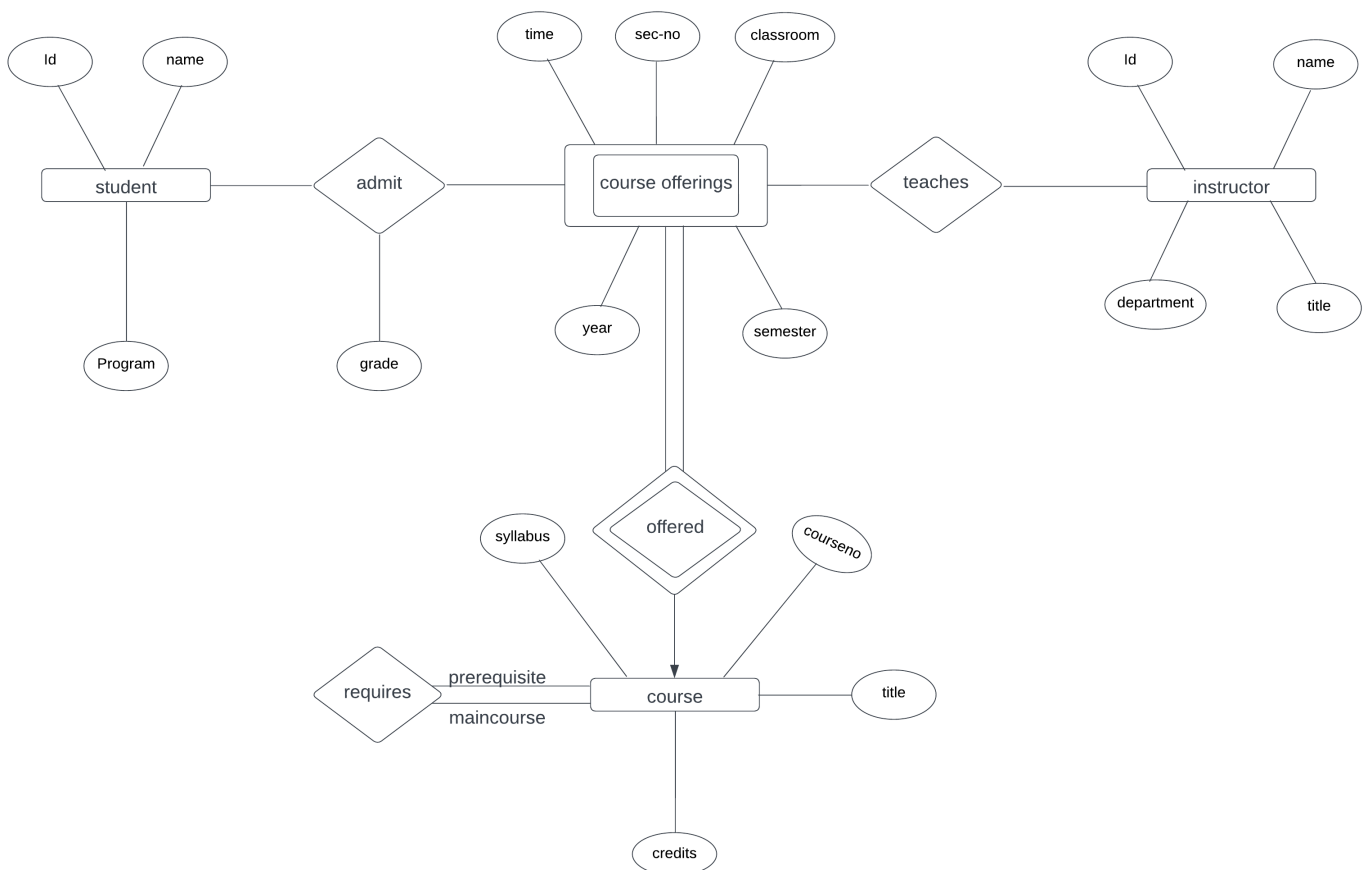 time
sec-no
classroom
Id
name
Id
name
student
admit
course offerings
teaches
instructor
year
semester
department
title
Program
grade
syllabus
offered
courseno
prerequisite
requires
maincourse
course
title
credits